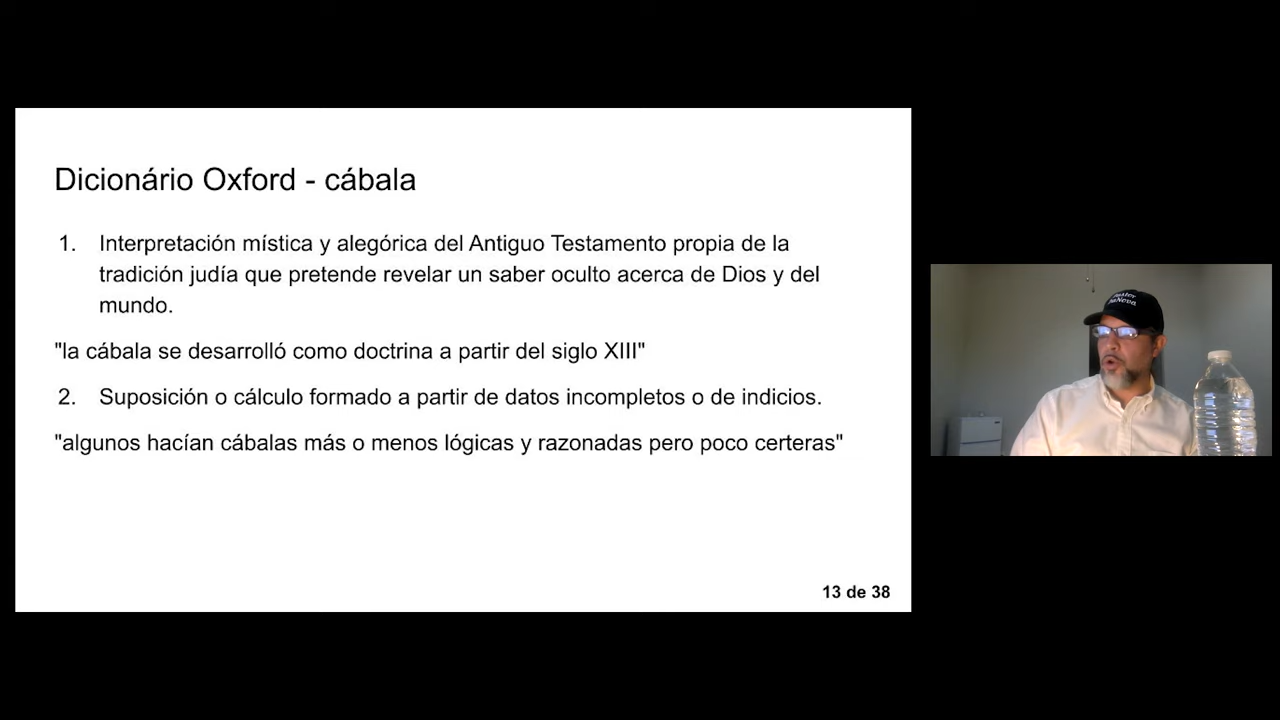 Dicionário Oxford - cábala
1. Interpretación mística y alegórica del Antiguo Testamento propia de la
tradición judía que pretende revelar un saber oculto acerca de Dios y del
mundo.
"la cábala se desarrolló como doctrina a partir del siglo XIII"
2. Suposición o cálculo formado a partir de datos incompletos o de indicios.
"algunos hacían cábalas más o menos lógicas y razonadas pero poco certeras"
13 de 38